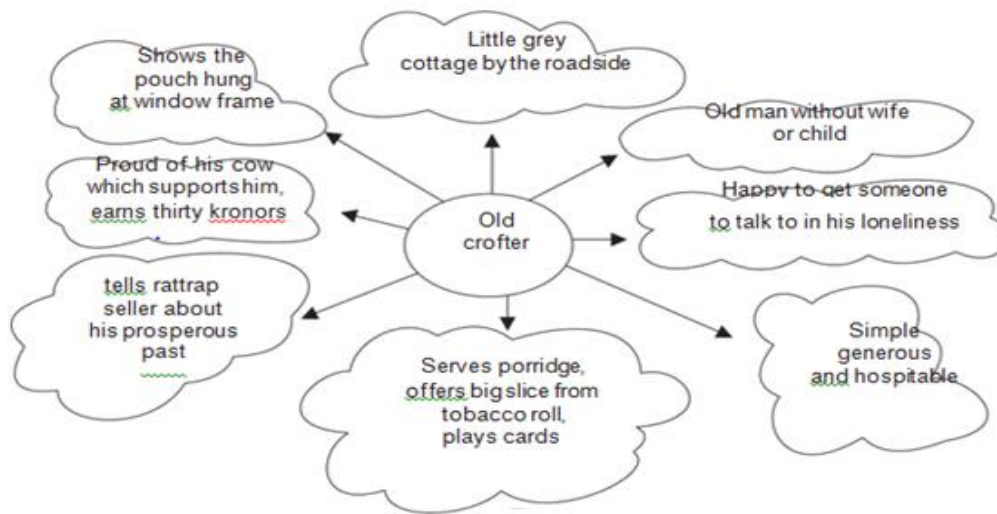 Shows the
pouch hung
at window frame
Little grey
cottage by the roadside
Old man without wife
or child
Proud of his cow
which supports him,
earns thirty kronors
Old
crofter
Happy to get someone
to talk to in his loneliness
tells rattrap
seller about
his prosperous
past
Serves porridge,
offers big slice from
tobacco roll,
plays cards
Simple
generous
and hospitable